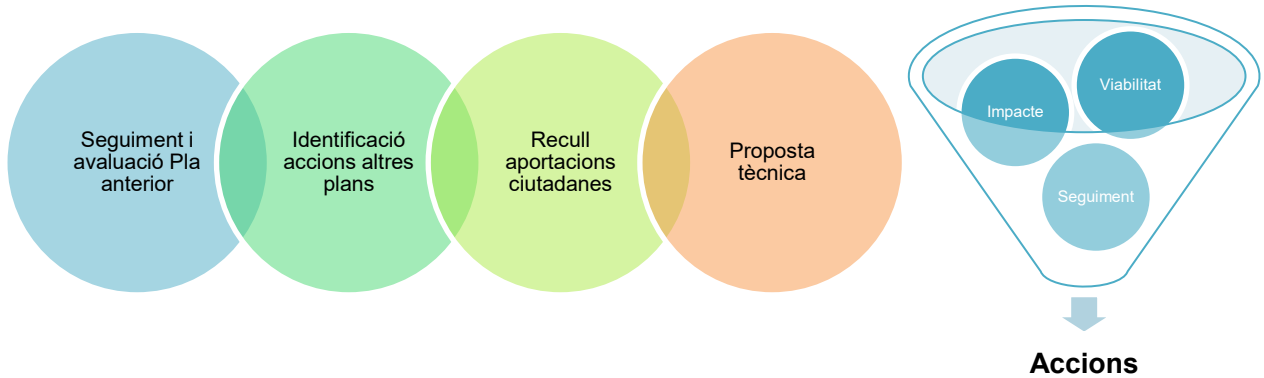 Seguiment i
avaluació Pla
anterior
Identificació
accions altres
plans
Recull
aportacions
ciutadanes
Proposta
tècnica
Impacte
Viabilitat
Seguiment
Accions